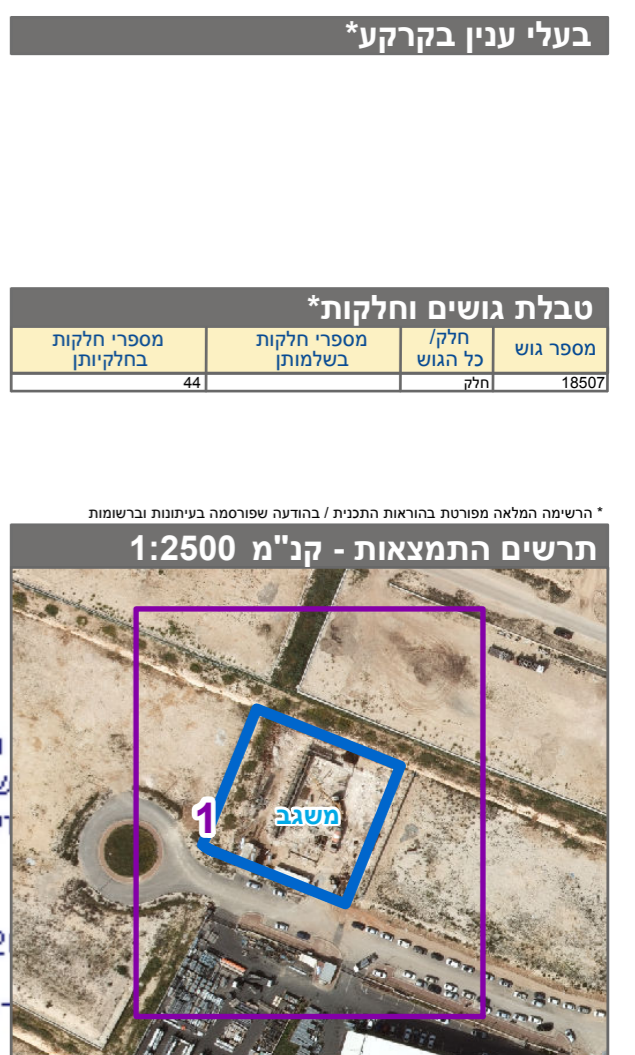 בעלי ענין בקרקע*
טבלת גושים וחלקות*
מספר גוש חלק/ כל הגוש מספרי חלקות בשלמותן מספרי חלקות בחלקיותן
18507 חלק 44
* הרשימה המלאה מפורטת בהוראות התכנית / בהודעה שפורסמה בעיתונות וברשומות
תרשים התמצאות - קנ"מ 1:2500
1
משגב